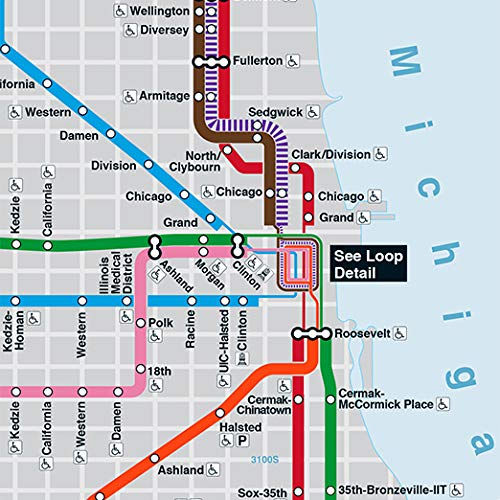 Wellington
Diversey
Fullerton
Armitage
Sedgwick
North/
Clybourn
Clark/Division
Western
Damen
Division
Chicago
Grand
Chicago
Chicago
Grand
Kedzie
California
Illinois
Medical
District
Ashland
Morgan
Clinton
See Loop
Detail
Kedzie-
Homan
Western
Racine
UIC-Halsted
Clinton
Polk
18th
Roosevelt
Kedzie
California
Western
Damen
Cermak-
Chinatown
Cermak-
McCormick Place
Halsted
P
3100S
Ashland
Sox-35th
35th-Bronzeville-IIT
Michiga